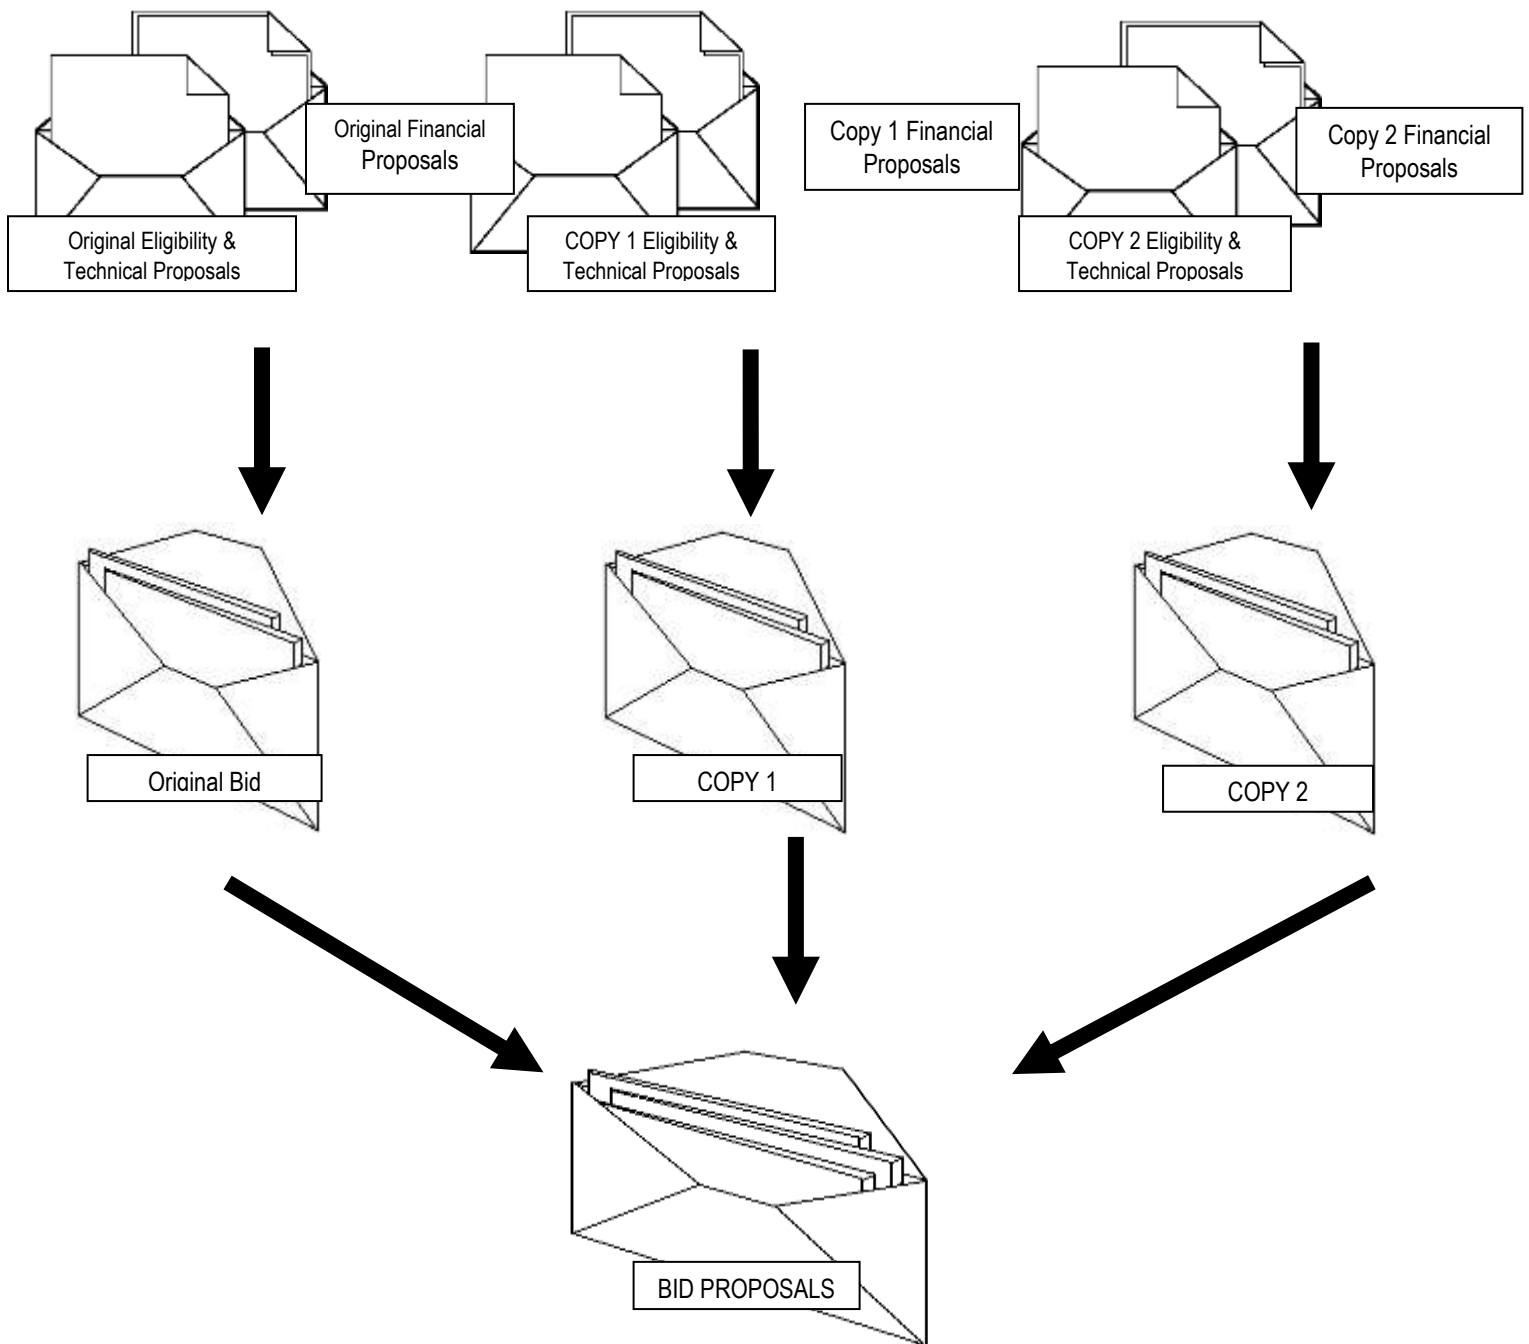 Original Financial
Proposals
Copy 1 Financial
Proposals
Copy 2 Financial
Proposals
Original Eligibility &
Technical Proposals
COPY 1 Eligibility &
Technical Proposals
COPY 2 Eligibility &
Technical Proposals
Original Bid
COPY 1
COPY 2
BID PROPOSALS